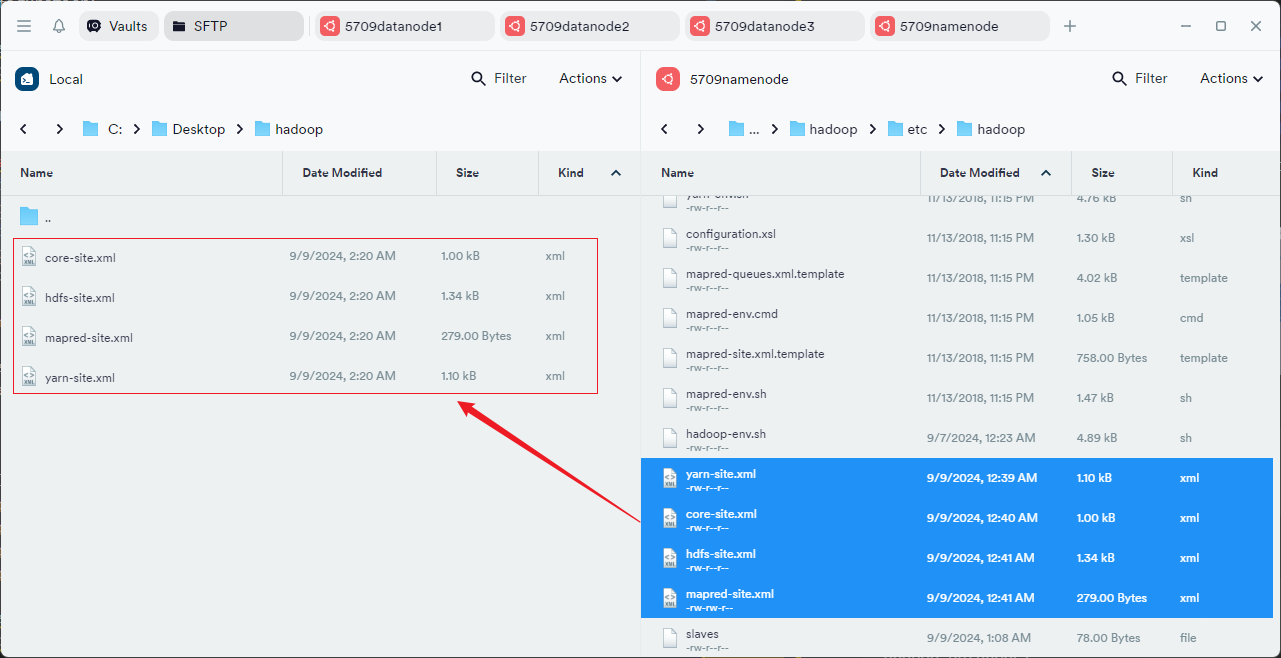 Vaults SFTP 5709datanode1 5709datanode2 5709datanode3 5709namenode
Local Filter Actions
C: Desktop hadoop
Name Date Modified Size Kind
..
core-site.xml 9/9/2024, 2:20 AM 1.00 kB xml
hdfs-site.xml 9/9/2024, 2:20 AM 1.34 kB xml
mapred-site.xml 9/9/2024, 2:20 AM 279.00 Bytes xml
yarn-site.xml 9/9/2024, 2:20 AM 1.10 kB xml
5709namenode Filter Actions
... hadoop etc hadoop
Name Date Modified Size Kind
yarn-env.sh 11/13/2018, 11:15 PM 4.76 kB sh
-rw-r--r--
configuration.xsl 11/13/2018, 11:15 PM 1.30 kB xsl
-rw-r--r--
mapred-queues.xml.template 11/13/2018, 11:15 PM 4.02 kB template
-rw-r--r--
mapred-env.cmd 11/13/2018, 11:15 PM 1.05 kB cmd
-rw-r--r--
mapred-site.xml.template 11/13/2018, 11:15 PM 758.00 Bytes template
-rw-r--r--
mapred-env.sh 11/13/2018, 11:15 PM 1.47 kB sh
-rw-r--r--
hadoop-env.sh 9/7/2024, 12:23 AM 4.89 kB sh
-rw-r--r--
yarn-site.xml 9/9/2024, 12:39 AM 1.10 kB xml
-rw-r--r--
core-site.xml 9/9/2024, 12:40 AM 1.00 kB xml
-rw-r--r--
hdfs-site.xml 9/9/2024, 12:41 AM 1.34 kB xml
-rw-r--r--
mapred-site.xml 9/9/2024, 12:41 AM 279.00 Bytes xml
-rw-rw-r--
slaves 9/9/2024, 1:08 AM 78.00 Bytes file
-rw-r--r--